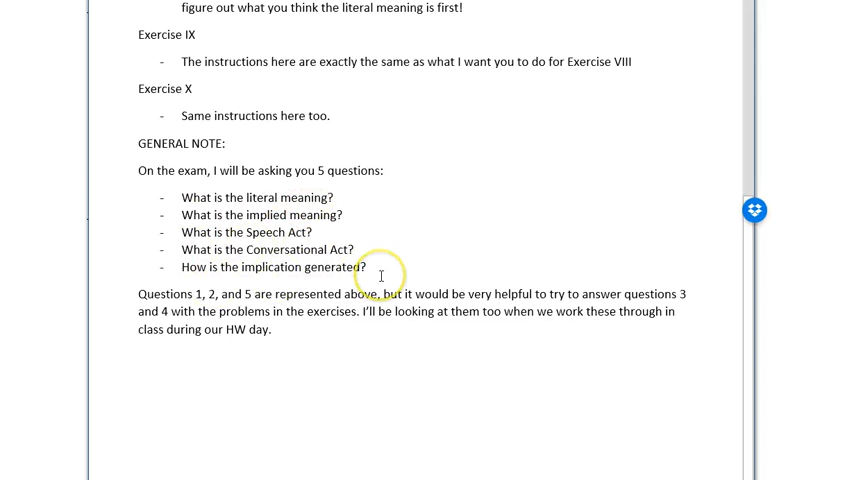 figure out what you think the literal meaning is first!
Exercise IX
- The instructions here are exactly the same as what I want you to do for Exercise VIII
Exercise X
- Same instructions here too.
GENERAL NOTE:
On the exam, I will be asking you 5 questions:
- What is the literal meaning?
- What is the implied meaning?
- What is the Speech Act?
- What is the Conversational Act?
- How is the implication generated?
Questions 1, 2, and 5 are represented above, but it would be very helpful to try to answer questions 3
and 4 with the problems in the exercises. I'll be looking at them too when we work these through in
class during our HW day.